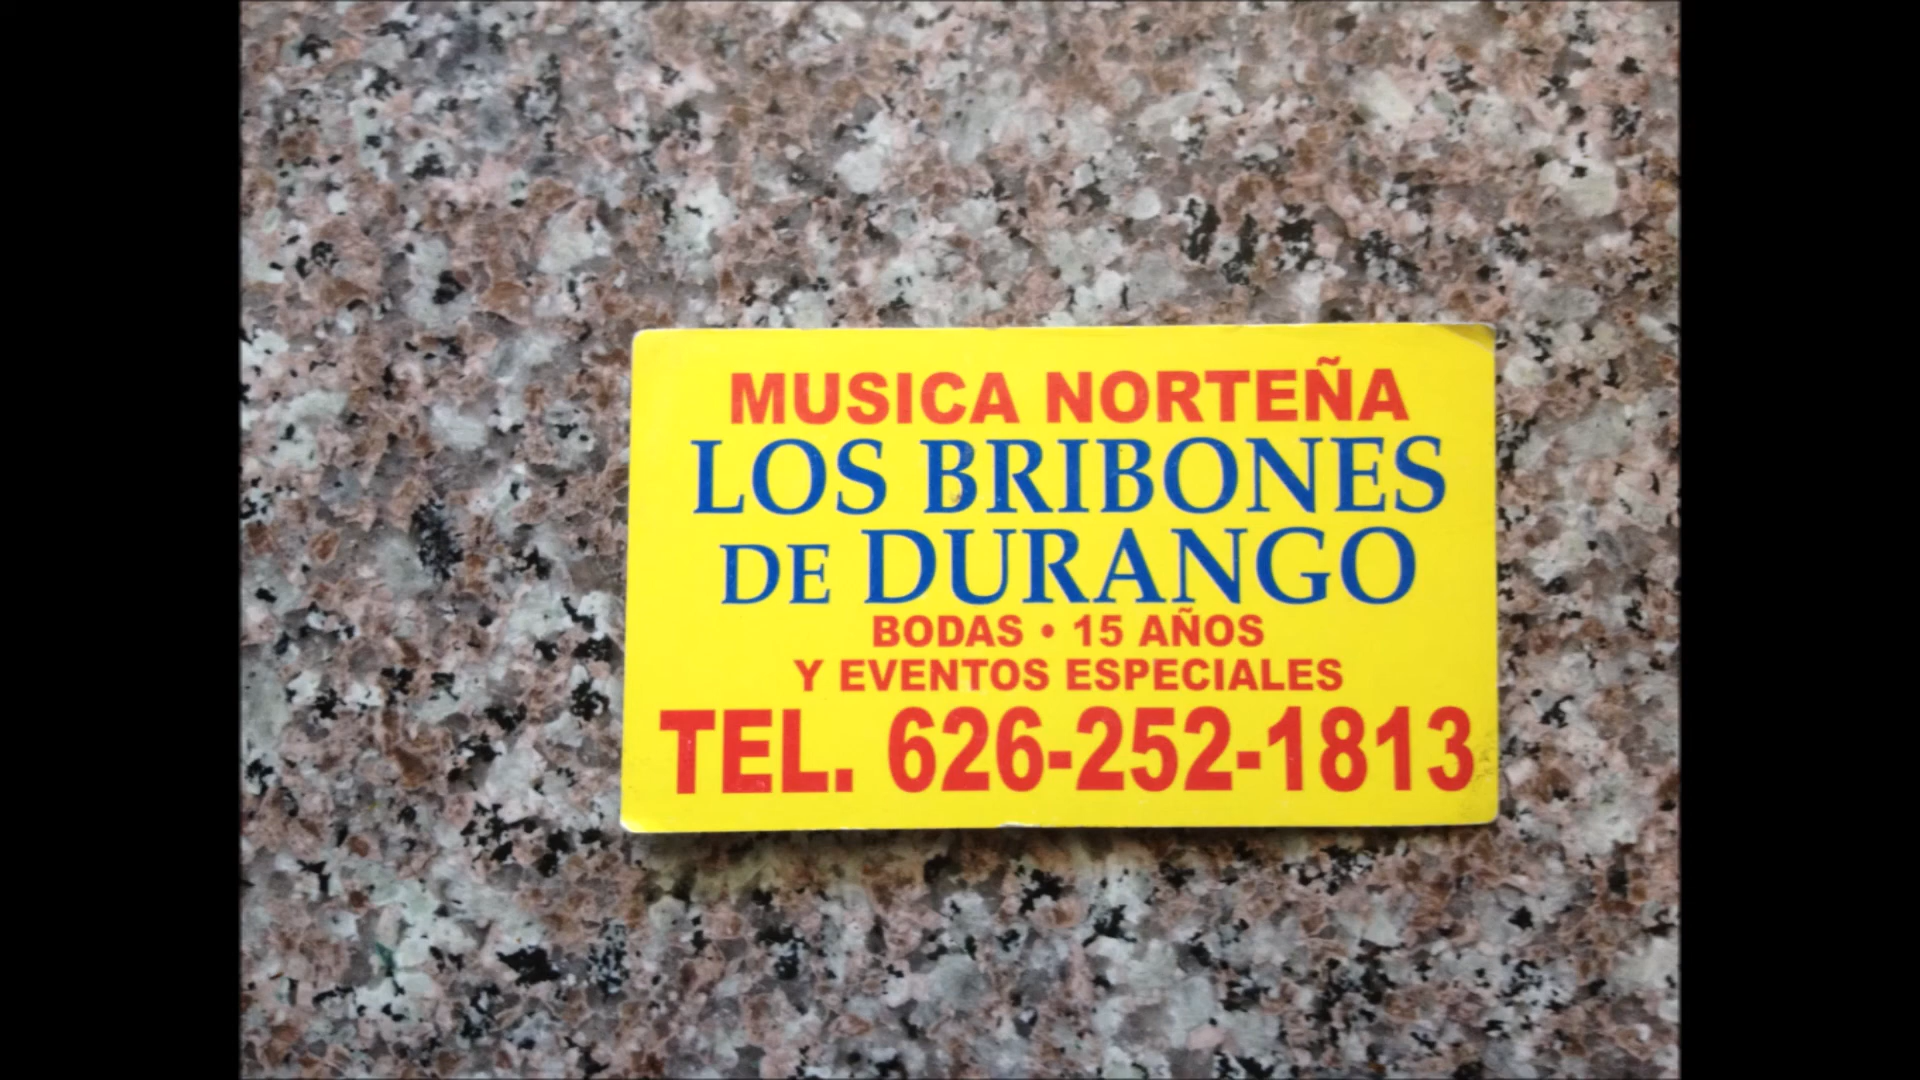 MUSICA NORTEÑA
LOS BRIBONES
DE DURANGO
BODAS • 15 AÑOS
Y EVENTOS ESPECIALES
TEL. 626-252-1813